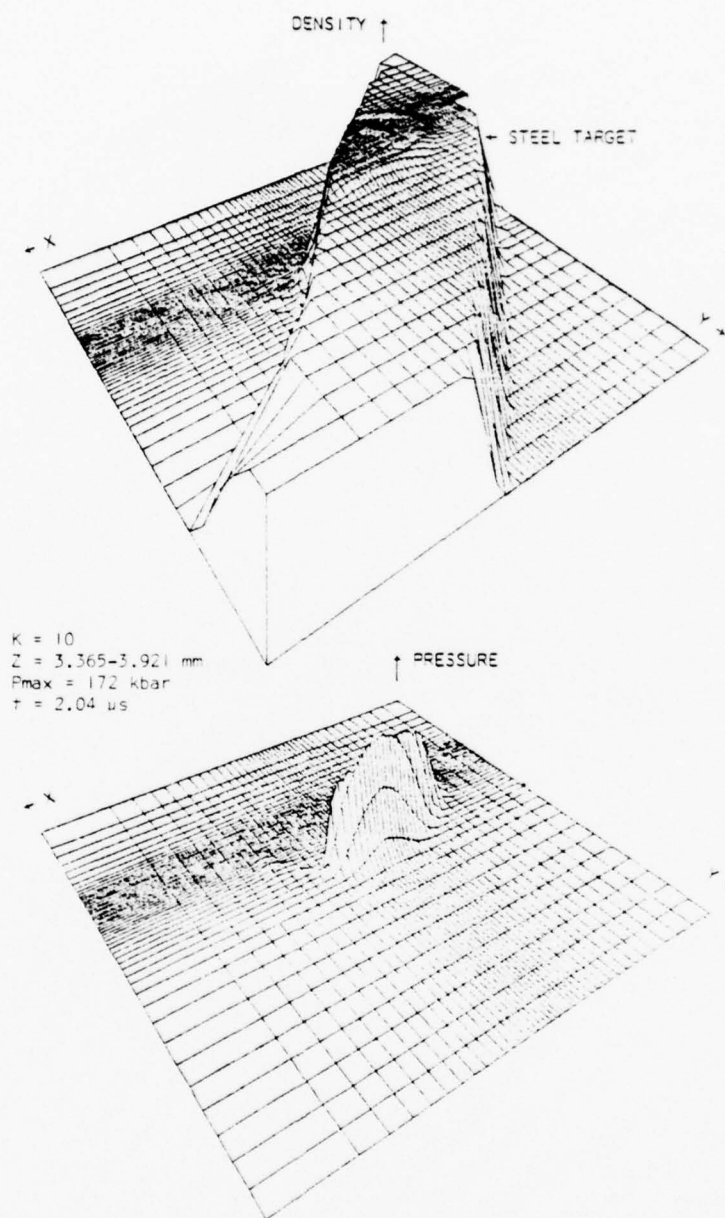 DENSITY ↑
← STEEL TARGET
← X
Y →
K = 10
Z = 3.365-3.921 mm
Pmax = 172 kbar
t = 2.04 µs
↑ PRESSURE
← X
Y